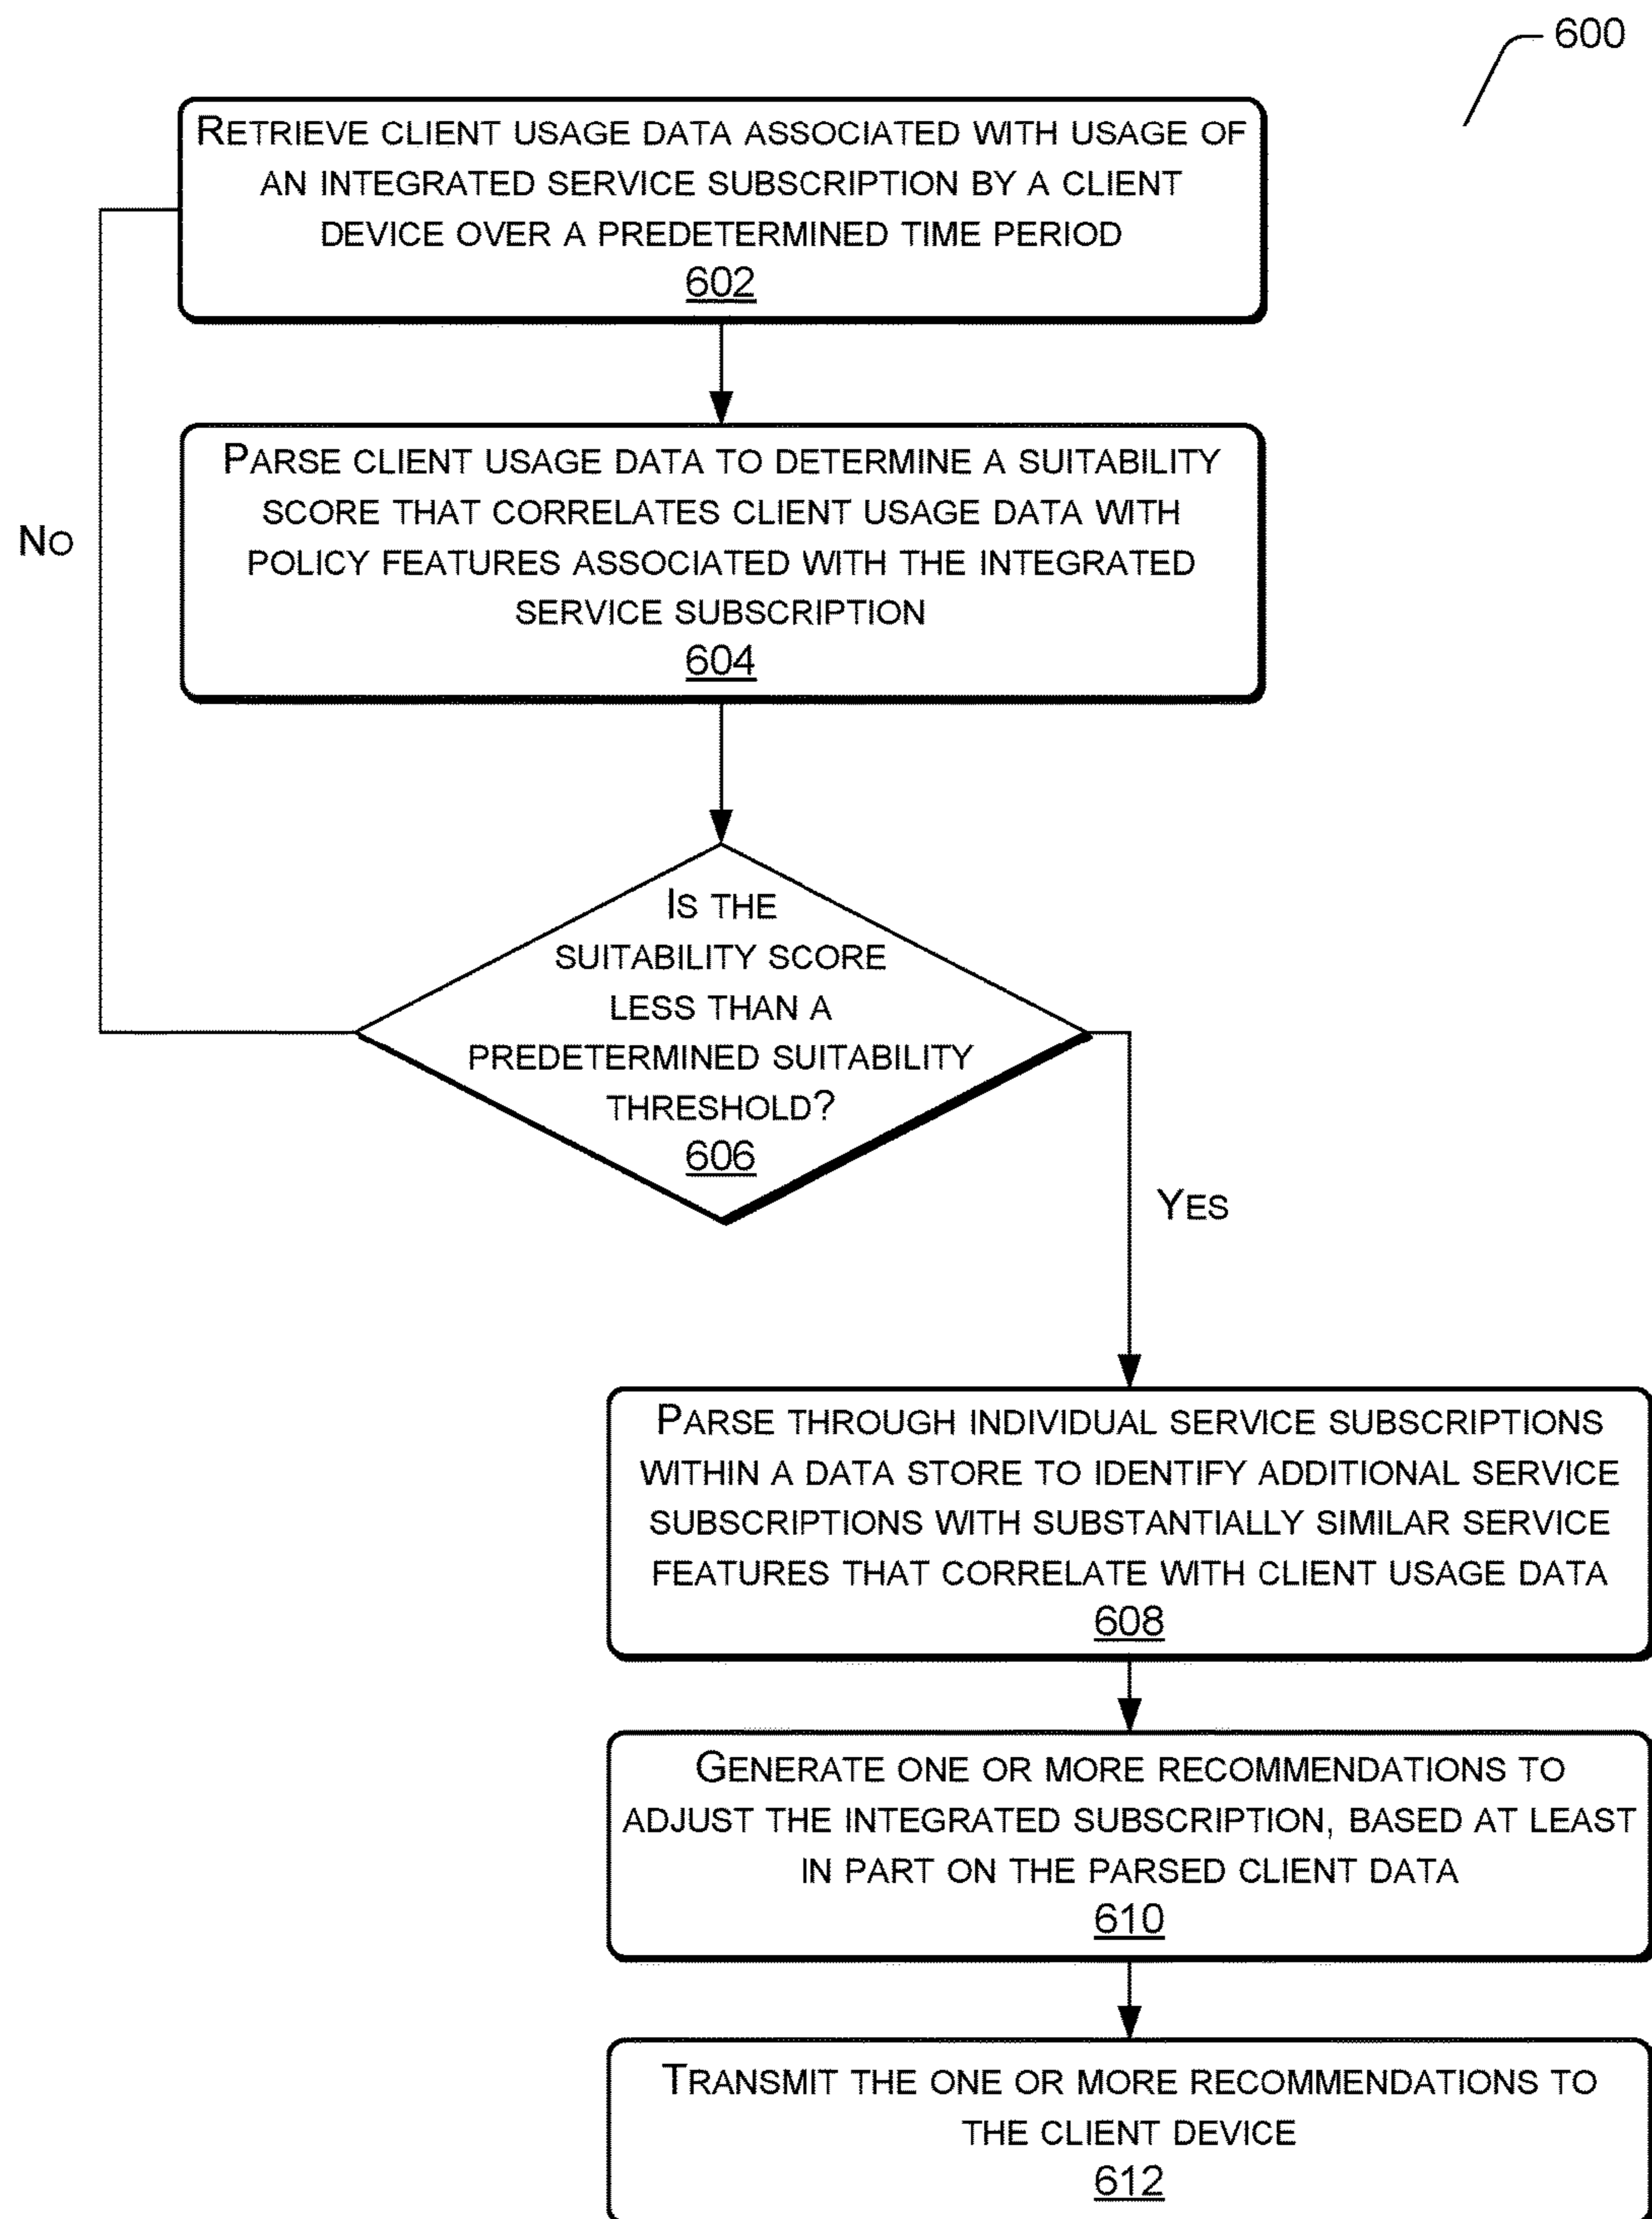 600
RETRIEVE CLIENT USAGE DATA ASSOCIATED WITH USAGE OF
AN INTEGRATED SERVICE SUBSCRIPTION BY A CLIENT
DEVICE OVER A PREDETERMINED TIME PERIOD
602
PARSE CLIENT USAGE DATA TO DETERMINE A SUITABILITY
SCORE THAT CORRELATES CLIENT USAGE DATA WITH
POLICY FEATURES ASSOCIATED WITH THE INTEGRATED
SERVICE SUBSCRIPTION
604
NO
IS THE
SUITABILITY SCORE
LESS THAN A
PREDETERMINED SUITABILITY
THRESHOLD?
606
YES
PARSE THROUGH INDIVIDUAL SERVICE SUBSCRIPTIONS
WITHIN A DATA STORE TO IDENTIFY ADDITIONAL SERVICE
SUBSCRIPTIONS WITH SUBSTANTIALLY SIMILAR SERVICE
FEATURES THAT CORRELATE WITH CLIENT USAGE DATA
608
GENERATE ONE OR MORE RECOMMENDATIONS TO
ADJUST THE INTEGRATED SUBSCRIPTION, BASED AT LEAST
IN PART ON THE PARSED CLIENT DATA
610
TRANSMIT THE ONE OR MORE RECOMMENDATIONS TO
THE CLIENT DEVICE
612